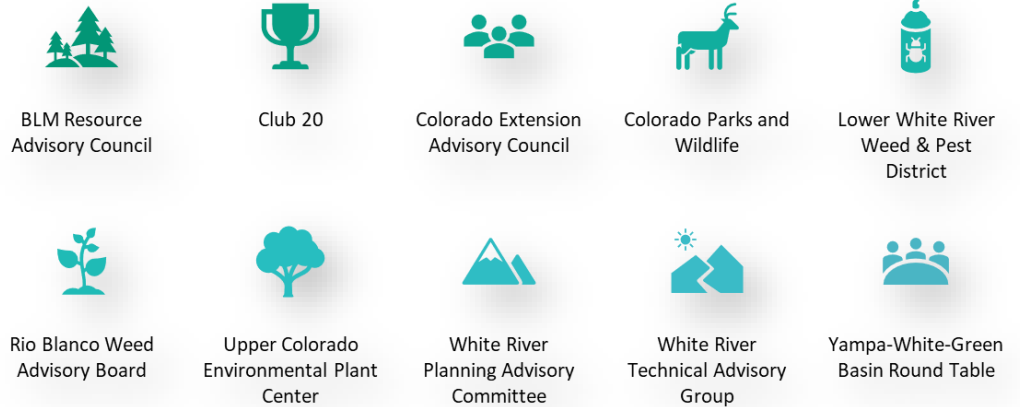 BLM Resource
Advisory Council
Club 20
Colorado Extension
Advisory Council
Colorado Parks and
Wildlife
Lower White River
Weed & Pest
District
Rio Blanco Weed
Advisory Board
Upper Colorado
Environmental Plant
Center
White River
Planning Advisory
Committee
White River
Technical Advisory
Group
Yampa-White-Green
Basin Round Table